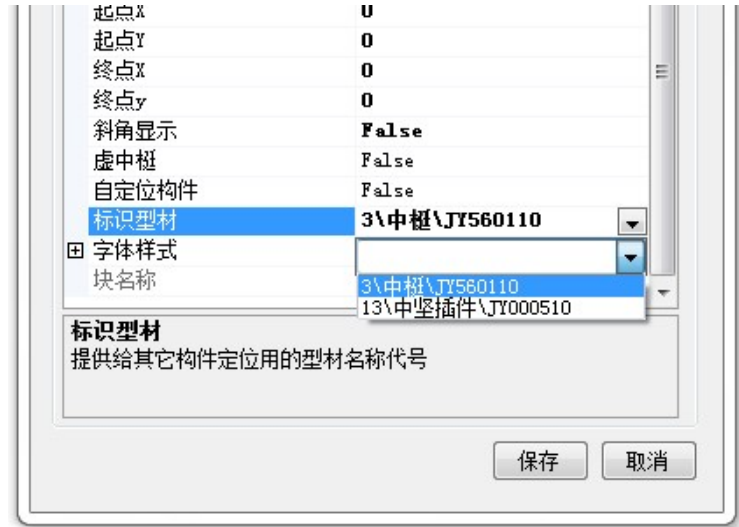 起点X 0
起点Y 0
终点X 0
终点y 0
斜角显示 False
虚中梃 False
自定位构件 False
标识型材 3\中梃\JY560110
字体样式
块名称 3\中梃\JY560110
13\中坚插件\JY000510
标识型材
提供给其它构件定位用的型材名称代号
保存 取消